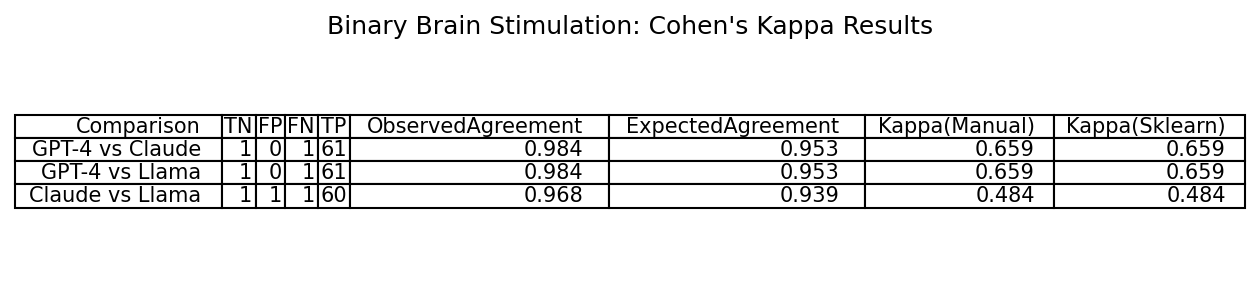 Binary Brain Stimulation: Cohen's Kappa Results
Comparison TN FP FN TP ObservedAgreement ExpectedAgreement Kappa(Manual) Kappa(Sklearn)
GPT-4 vs Claude 1 0 1 61 0.984 0.953 0.659 0.659
GPT-4 vs Llama 1 0 1 61 0.984 0.953 0.659 0.659
Claude vs Llama 1 1 1 60 0.968 0.939 0.484 0.484